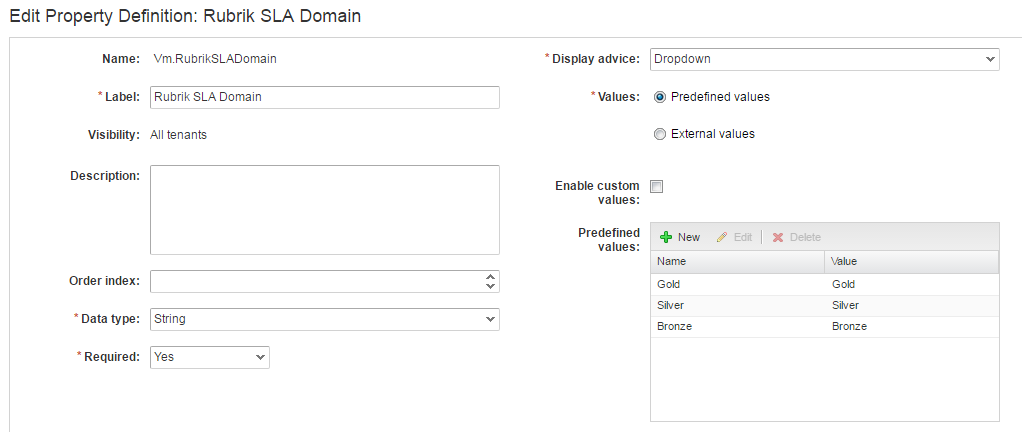 Edit Property Definition: Rubrik SLA Domain
Name: Vm.RubrikSLADomain
* Label: Rubrik SLA Domain
Visibility: All tenants
Description:
Order index:
* Data type: String
* Required: Yes
* Display advice: Dropdown
* Values: Predefined values
External values
Enable custom
values:
Predefined
values:
New Edit Delete
Name Value
Gold Gold
Silver Silver
Bronze Bronze